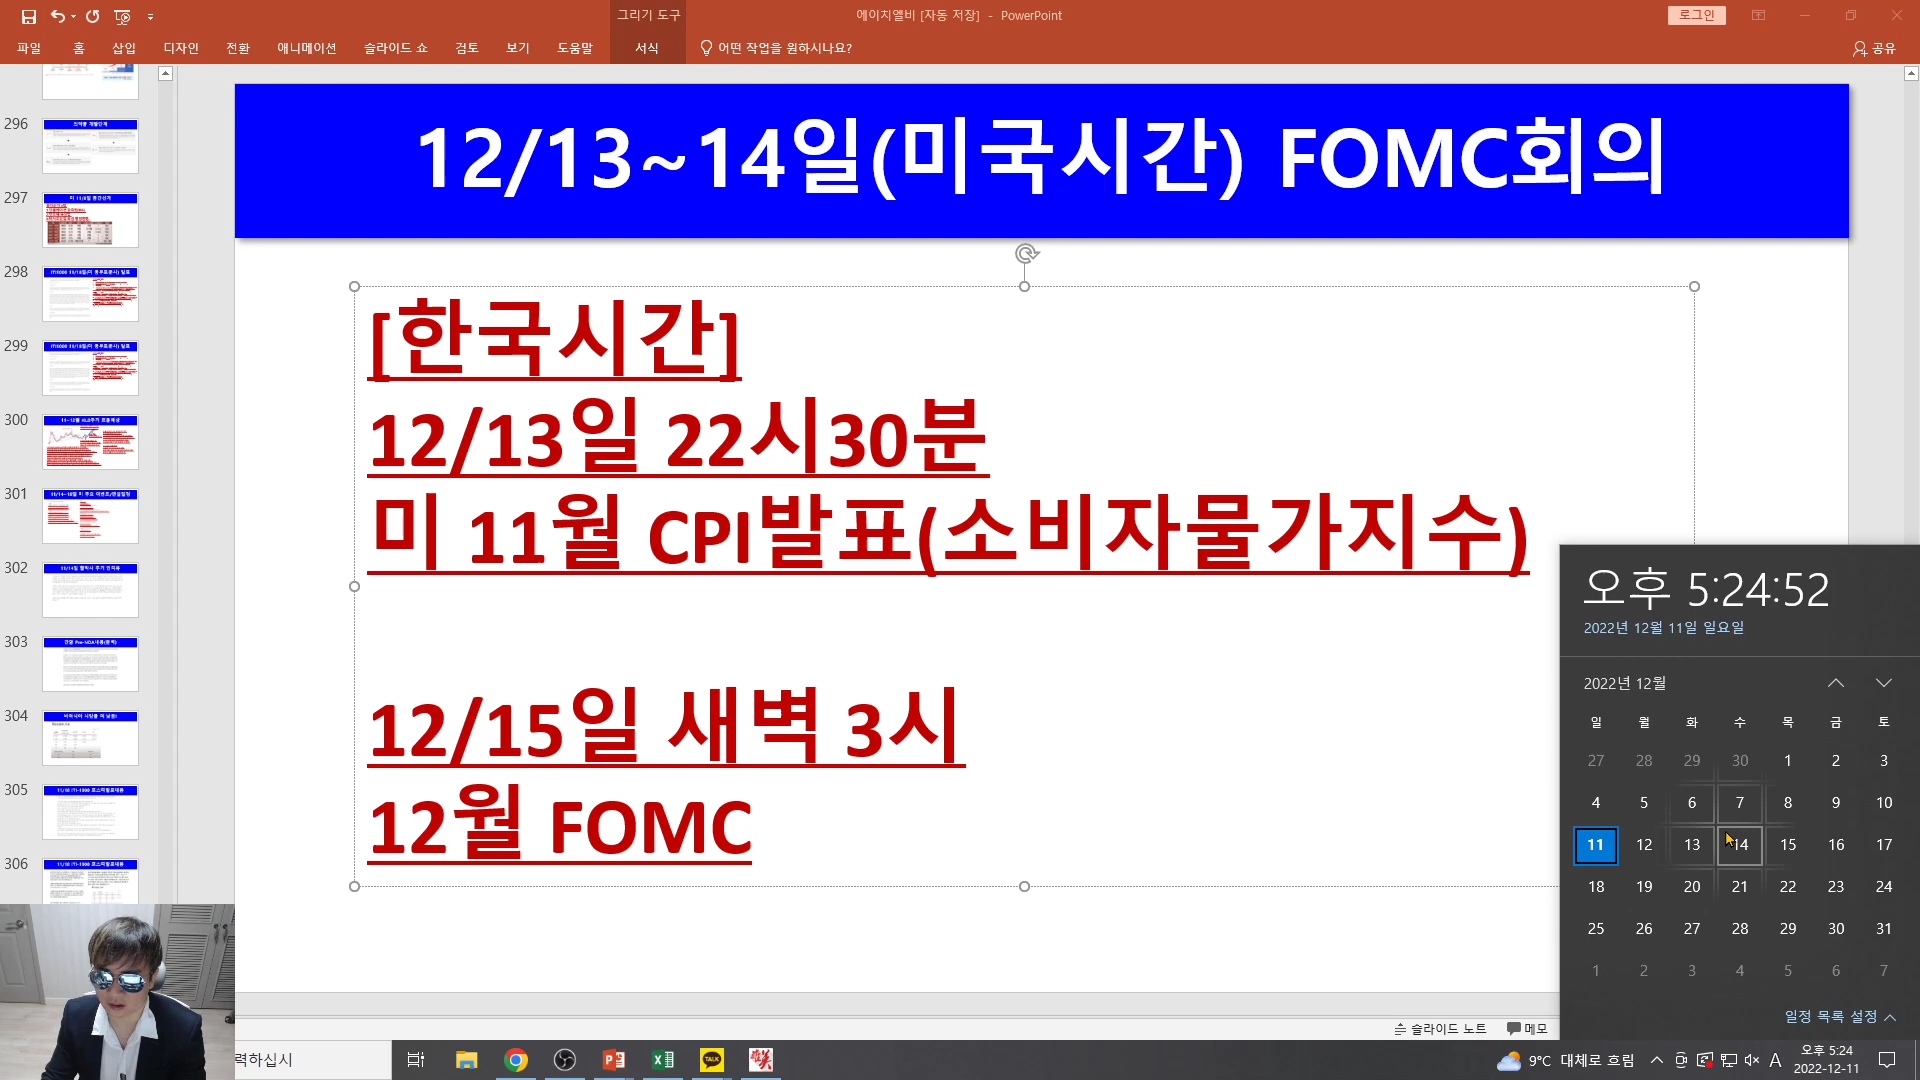 그리기 도구
에이치엘비 [자동 저장] - PowerPoint
로그인
파일 홈 삽입 디자인 전환 애니메이션 슬라이드 쇼 검토 보기 도움말 서식 어떤 작업을 원하시나요? 공유
296
297
298
299
300
301
302
303
304
305
306
12/13~14일(미국시간) FOMC회의
[한국시간]
12/13일 22시30분
미 11월 CPI발표(소비자물가지수)
12/15일 새벽 3시
12월 FOMC
오후 5:24:52
2022년 12월 11일 일요일
2022년 12월
일 월 화 수 목 금 토
27 28 29 30 1 2 3
4 5 6 7 8 9 10
11 12 13 14 15 16 17
18 19 20 21 22 23 24
25 26 27 28 29 30 31
1 2 3 4 5 6 7
일정 목록 설정
슬라이드 노트 메모
력하십시
TALK
9°C 대체로 흐림
A
오후 5:24
2022-12-11